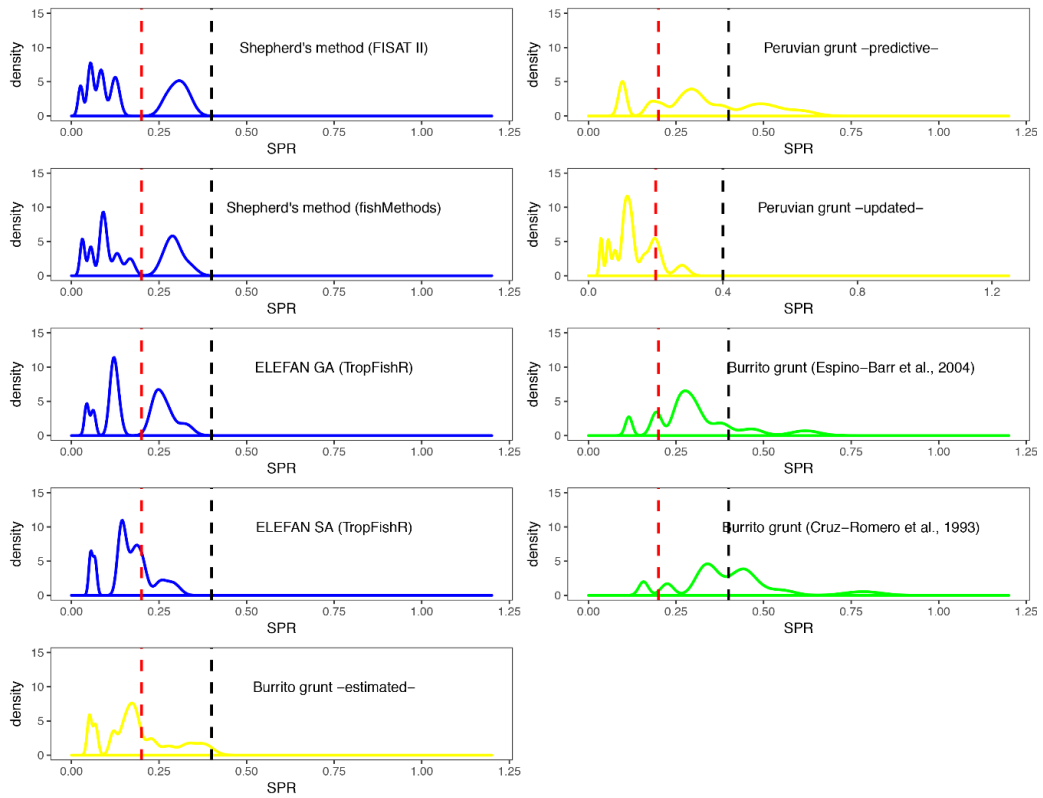 15
10
5
0
density
Shepherd's method (FISAT II)
0.00 0.25 0.50 0.75 1.00 1.25
SPR
15
10
5
0
density
Peruvian grunt –predictive–
0.00 0.25 0.50 0.75 1.00 1.25
SPR
15
10
5
0
density
Shepherd's method (fishMethods)
0.00 0.25 0.50 0.75 1.00 1.25
SPR
15
10
5
0
density
Peruvian grunt –updated–
0.0 0.4 0.8 1.2
SPR
15
10
5
0
density
ELEFAN GA (TropFishR)
0.00 0.25 0.50 0.75 1.00 1.25
SPR
15
10
5
0
density
Burrito grunt (Espino–Barr et al., 2004)
0.00 0.25 0.50 0.75 1.00 1.25
SPR
15
10
5
0
density
ELEFAN SA (TropFishR)
0.00 0.25 0.50 0.75 1.00 1.25
SPR
15
10
5
0
density
Burrito grunt (Cruz–Romero et al., 1993)
0.00 0.25 0.50 0.75 1.00 1.25
SPR
15
10
5
0
density
Burrito grunt –estimated–
0.00 0.25 0.50 0.75 1.00 1.25
SPR